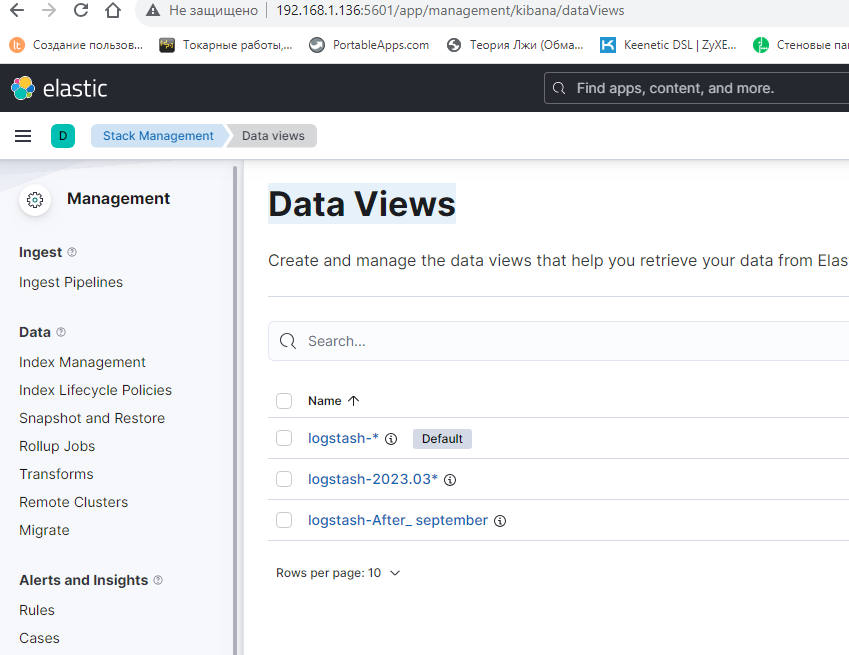 Не защищено 192.168.1.136:5601/app/management/kibana/dataViews
Создание пользов... Токарные работы,... PortableApps.com Теория Лжи (Обма... Keenetic DSL | ZyXE... Стеновые па
elastic Find apps, content, and more.
D Stack Management Data views
Management
Ingest
Ingest Pipelines
Data
Index Management
Index Lifecycle Policies
Snapshot and Restore
Rollup Jobs
Transforms
Remote Clusters
Migrate
Alerts and Insights
Rules
Cases
Data Views
Create and manage the data views that help you retrieve your data from Elas
Search...
Name
logstash-* Default
logstash-2023.03*
logstash-After_ september
Rows per page: 10